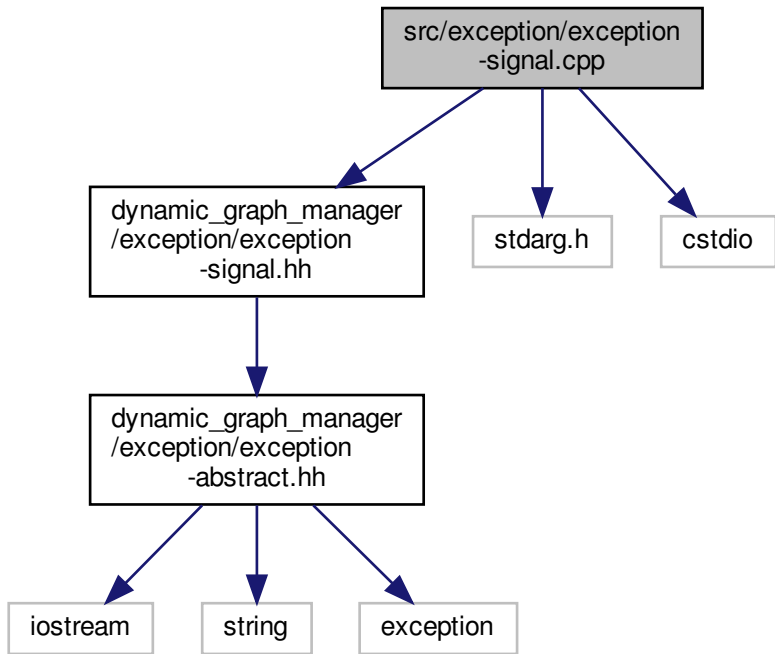 src/exception/exception
-signal.cpp
dynamic_graph_manager
/exception/exception
-signal.hh
stdarg.h
cstdio
dynamic_graph_manager
/exception/exception
-abstract.hh
iostream
string
exception